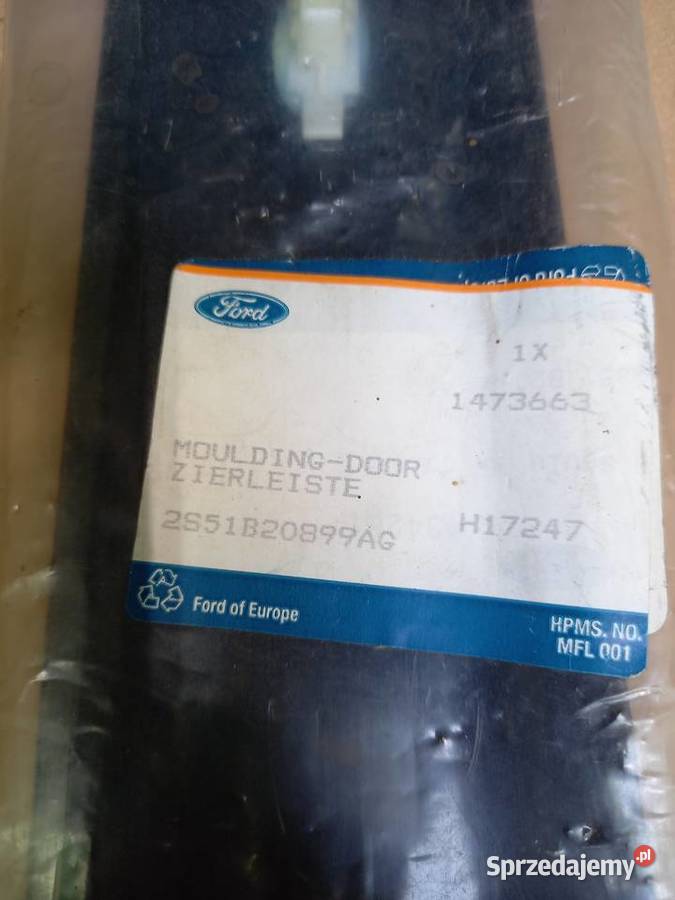 Ford
1X
1473663
MOULDING-DOOR
ZIERLEISTE
2S51B20899AG H17247
Ford of Europe
HPMS. NO.
MFL 001
Sprzedajemy.pl